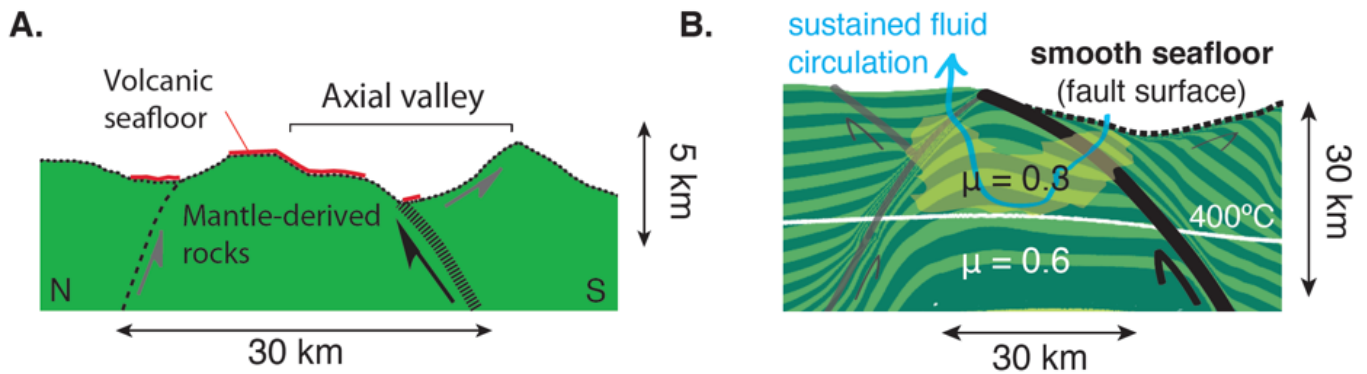 A.
Volcanic
seafloor
Axial valley
5 km
Mantle-derived
rocks
N
S
30 km
B.
sustained fluid
circulation
smooth seafloor
(fault surface)
μ = 0.3
400ºC
μ = 0.6
30 km
30 km